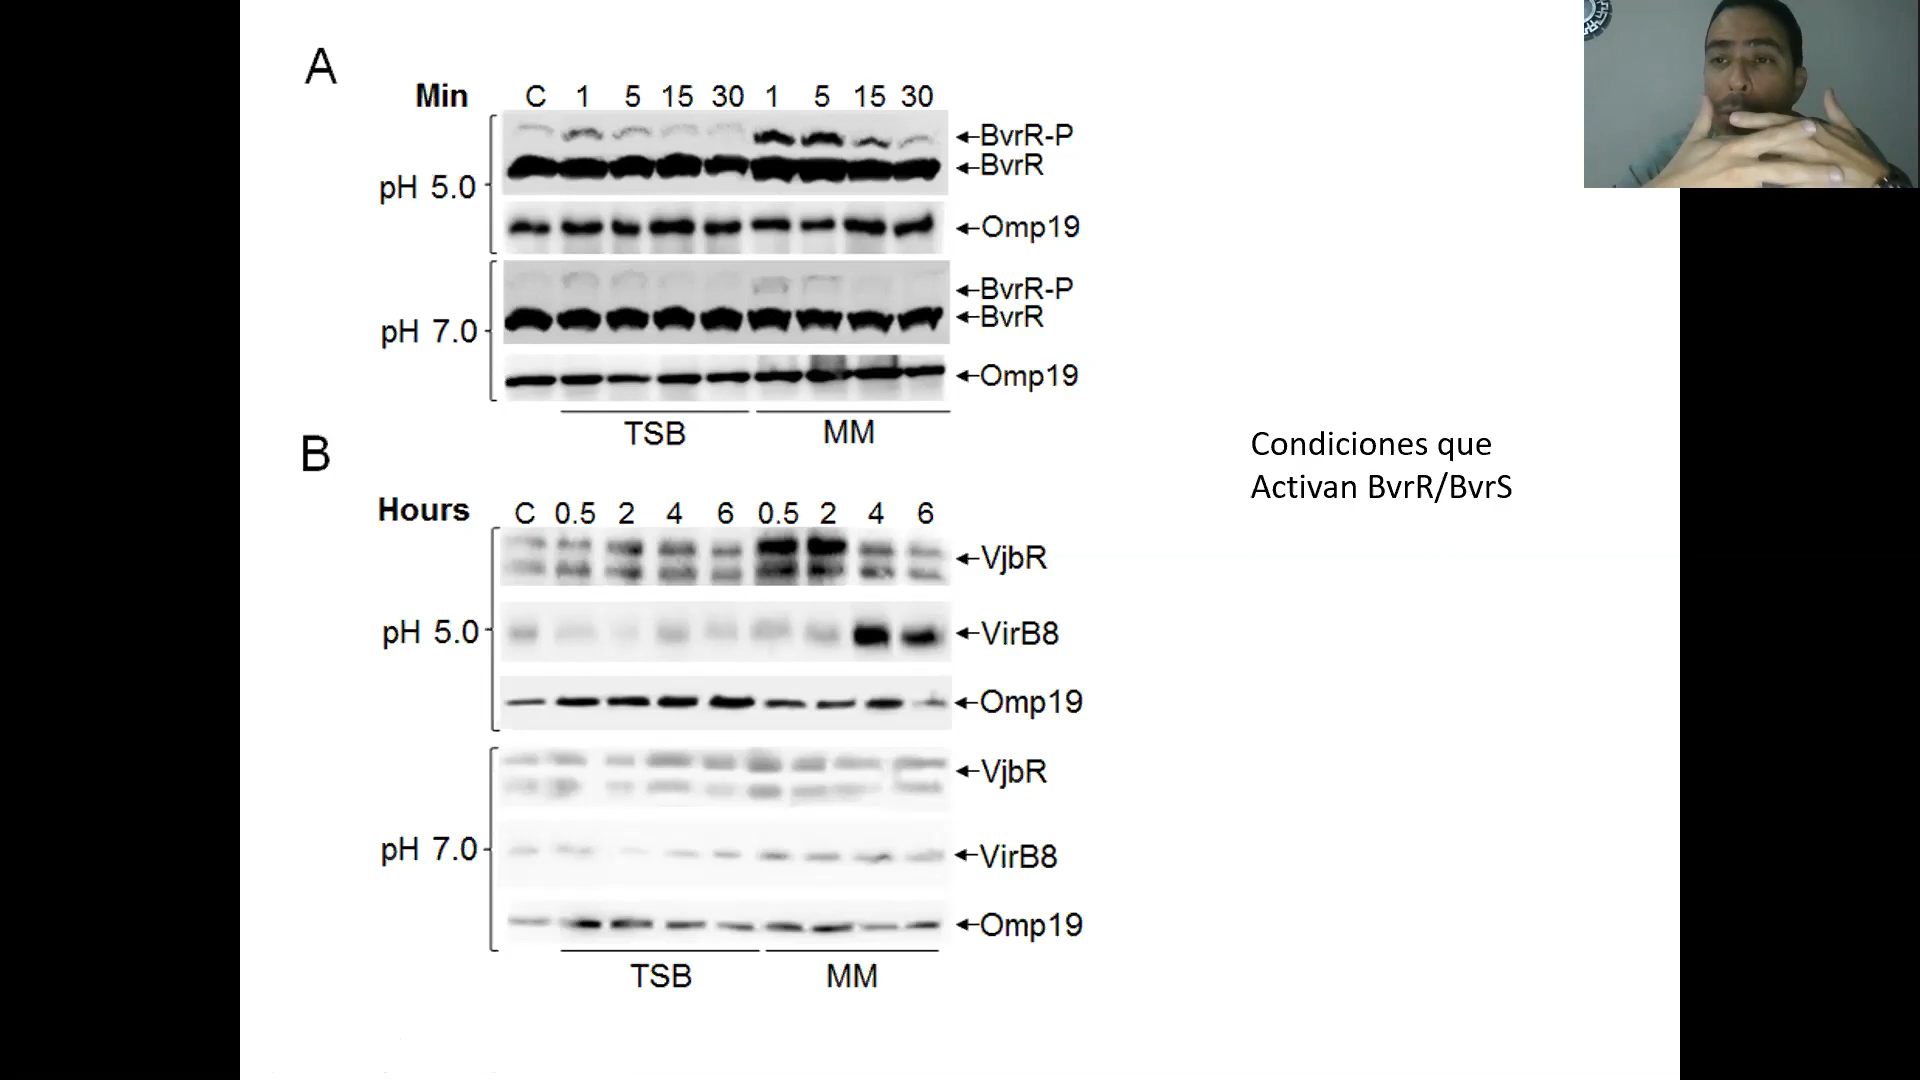 A
Min C 1 5 15 30 1 5 15 30
BvrR-P
BvrR
pH 5.0
Omp19
BvrR-P
BvrR
pH 7.0
Omp19
TSB MM
B
Hours C 0.5 2 4 6 0.5 2 4 6
VjbR
pH 5.0 VirB8
Omp19
VjbR
pH 7.0 VirB8
Omp19
TSB MM
Condiciones que
Activan BvrR/BvrS